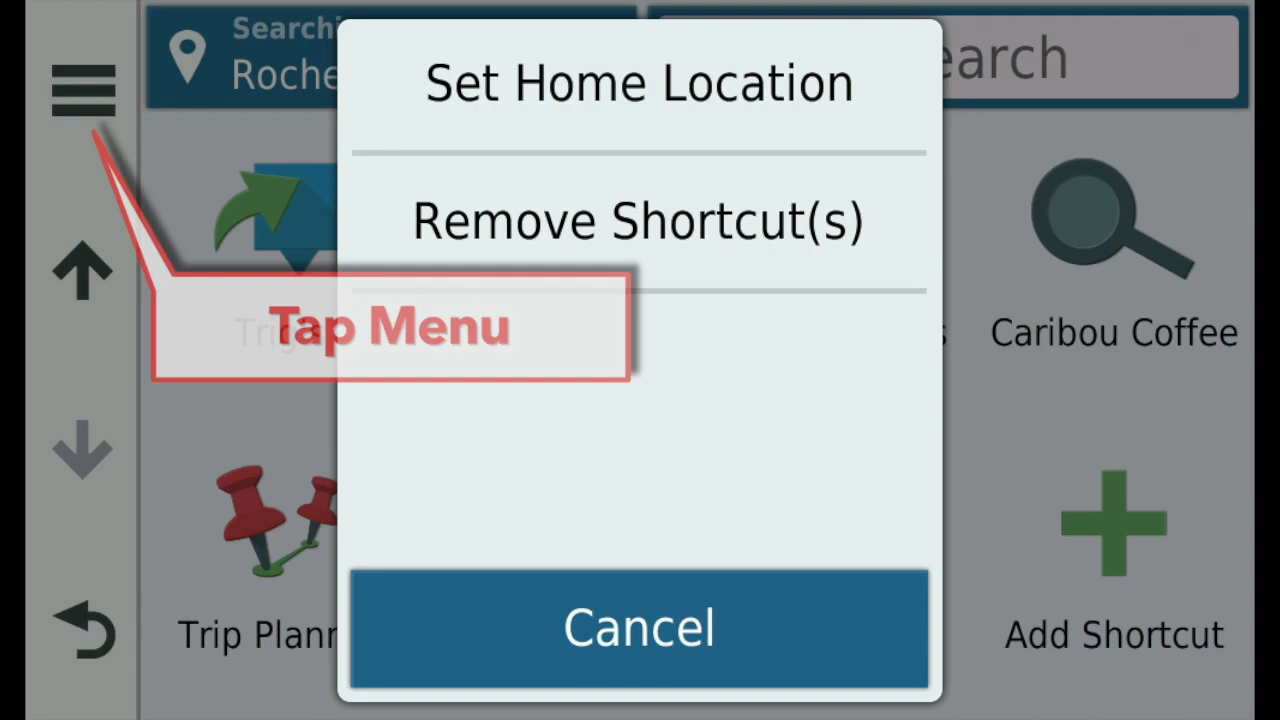 Searchi
Roche
earch
Set Home Location
Remove Shortcut(s)
Tap Menu
s
Caribou Coffee
Trip Plann
Add Shortcut
Cancel